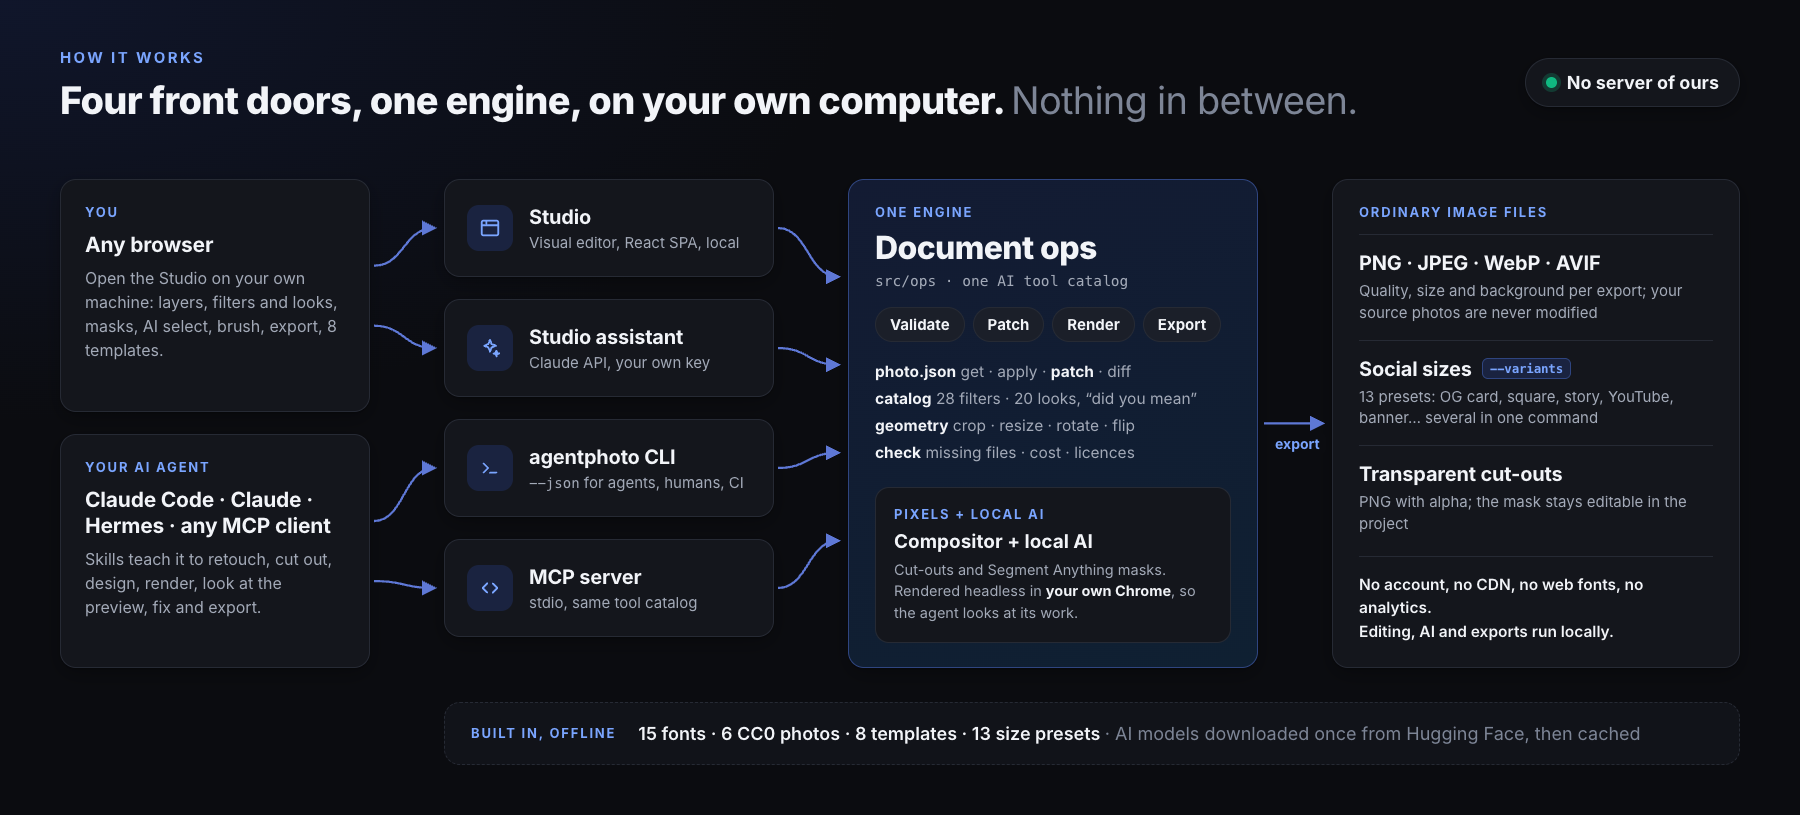 HOW IT WORKS
Four front doors, one engine, on your own computer. Nothing in between.
No server of ours
YOU
Any browser
Open the Studio on your own
machine: layers, filters and looks,
masks, AI select, brush, export, 8
templates.
YOUR AI AGENT
Claude Code · Claude ·
Hermes · any MCP client
Skills teach it to retouch, cut out,
design, render, look at the
preview, fix and export.
Studio
Visual editor, React SPA, local
Studio assistant
Claude API, your own key
agentphoto CLI
--json for agents, humans, CI
MCP server
stdio, same tool catalog
ONE ENGINE
Document ops
src/ops · one AI tool catalog
Validate
Patch
Render
Export
photo.json get · apply · patch · diff
catalog 28 filters · 20 looks, “did you mean”
geometry crop · resize · rotate · flip
check missing files · cost · licences
PIXELS + LOCAL AI
Compositor + local AI
Cut-outs and Segment Anything masks.
Rendered headless in your own Chrome, so
the agent looks at its work.
export
ORDINARY IMAGE FILES
PNG · JPEG · WebP · AVIF
Quality, size and background per export; your
source photos are never modified
Social sizes --variants
13 presets: OG card, square, story, YouTube,
banner... several in one command
Transparent cut-outs
PNG with alpha; the mask stays editable in the
project
No account, no CDN, no web fonts, no
analytics.
Editing, AI and exports run locally.
BUILT IN, OFFLINE
15 fonts · 6 CC0 photos · 8 templates · 13 size presets · AI models downloaded once from Hugging Face, then cached